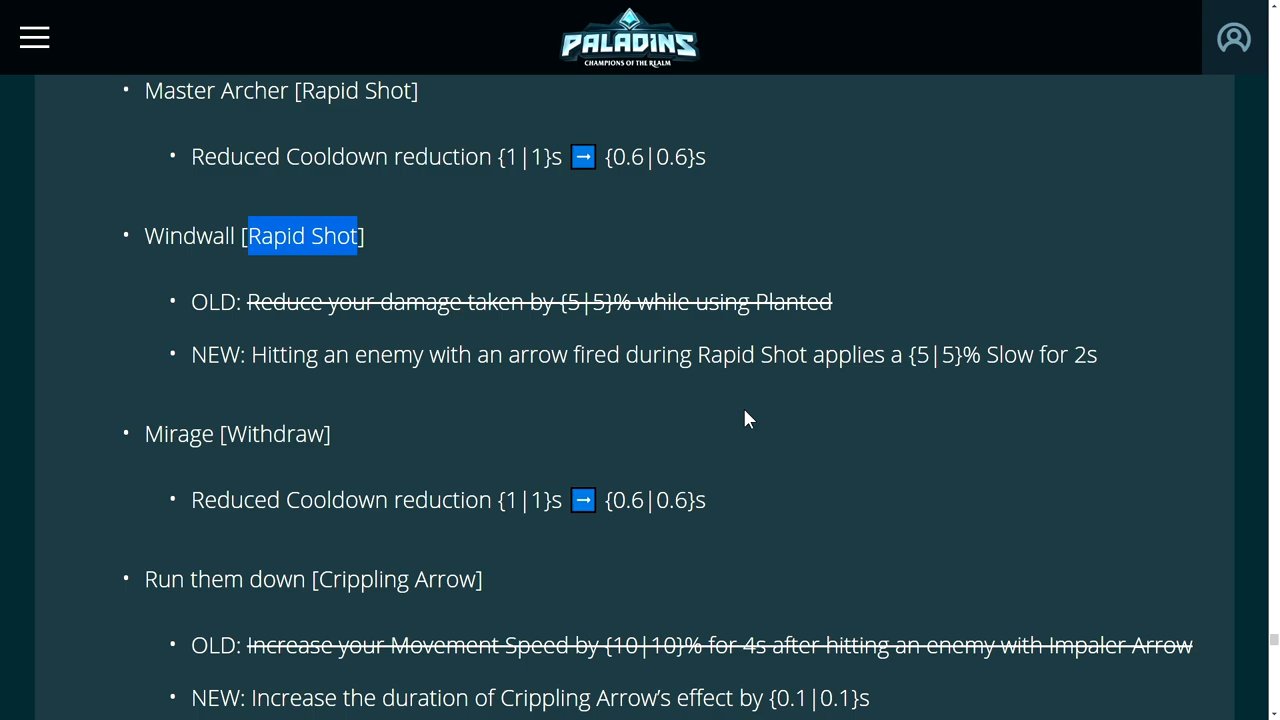 PALADINS
CHAMPIONS OF THE REALM
• Master Archer [Rapid Shot]
• Reduced Cooldown reduction {1|1}s ➡ {0.6|0.6}s
• Windwall [Rapid Shot]
• OLD: Reduce your damage taken by {5|5}% while using Planted
• NEW: Hitting an enemy with an arrow fired during Rapid Shot applies a {5|5}% Slow for 2s
• Mirage [Withdraw]
• Reduced Cooldown reduction {1|1}s ➡ {0.6|0.6}s
• Run them down [Crippling Arrow]
• OLD: Increase your Movement Speed by {10|10}% for 4s after hitting an enemy with Impaler Arrow
• NEW: Increase the duration of Crippling Arrow’s effect by {0.1|0.1}s